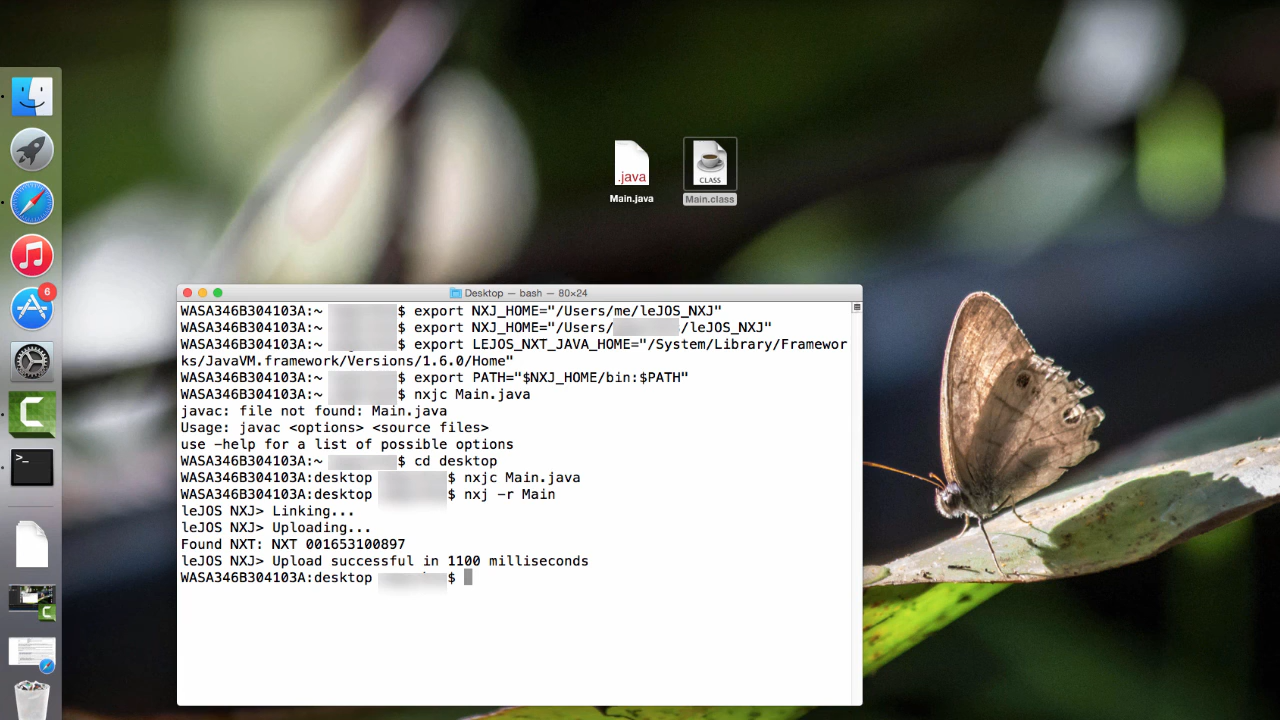 6
.java
CLASS
Main.java
Main.class
Desktop — bash — 80×24
WASA346B304103A:~ $ export NXJ_HOME="/Users/me/leJOS_NXJ"
WASA346B304103A:~ $ export NXJ_HOME="/Users/ /leJOS_NXJ"
WASA346B304103A:~ $ export LEJOS_NXT_JAVA_HOME="/System/Library/Framewor
ks/JavaVM.framework/Versions/1.6.0/Home"
WASA346B304103A:~ $ export PATH="$NXJ_HOME/bin:$PATH"
WASA346B304103A:~ $ nxjc Main.java
javac: file not found: Main.java
Usage: javac <options> <source files>
use -help for a list of possible options
WASA346B304103A:~ $ cd desktop
WASA346B304103A:desktop $ nxjc Main.java
WASA346B304103A:desktop $ nxj -r Main
leJOS NXJ> Linking...
leJOS NXJ> Uploading...
Found NXT: NXT 001653100897
leJOS NXJ> Upload successful in 1100 milliseconds
WASA346B304103A:desktop $
>_